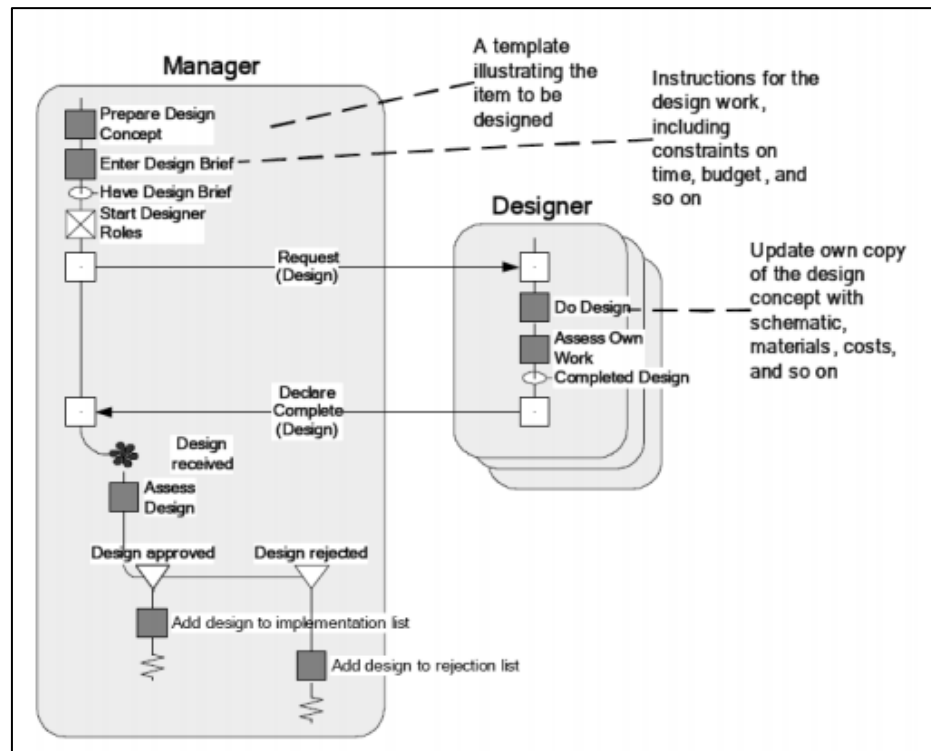 Manager
Prepare Design
Concept
Enter Design Brief
Have Design Brief
Start Designer
Roles
A template
illustrating the
item to be
designed
Instructions for the
design work,
including
constraints on
time, budget, and
so on
Designer
Request
(Design)
Do Design
Assess Own
Work
Completed Design
Update own copy
of the design
concept with
schematic,
materials, costs,
and so on
Declare
Complete
(Design)
Design
received
Assess
Design
Design approved
Design rejected
Add design to implementation list
Add design to rejection list